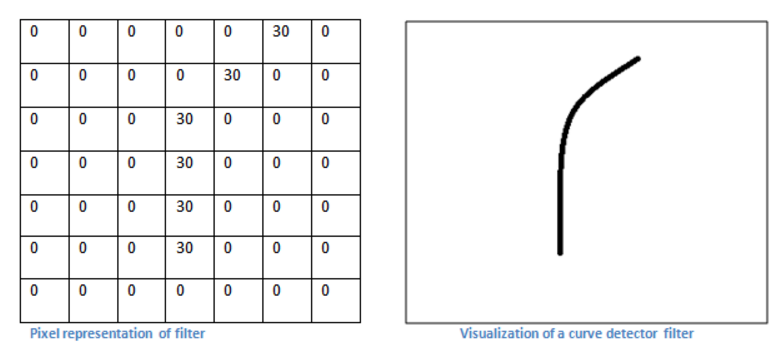 0 0 0 0 0 30 0
0 0 0 0 30 0 0
0 0 0 30 0 0 0
0 0 0 30 0 0 0
0 0 0 30 0 0 0
0 0 0 30 0 0 0
0 0 0 0 0 0 0
Pixel representation of filter
Visualization of a curve detector filter